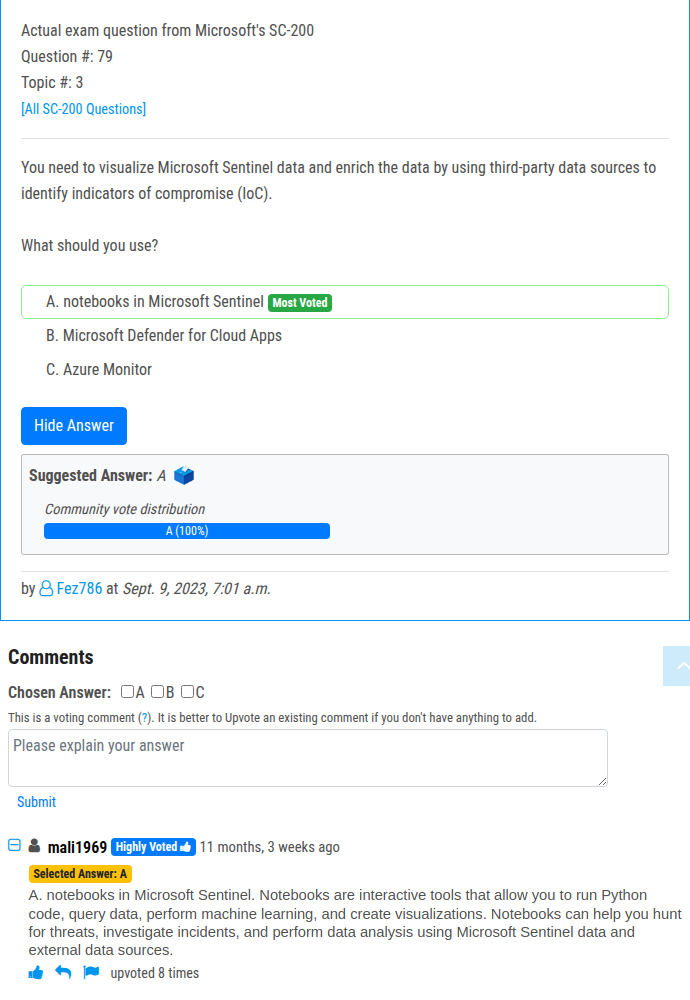 Actual exam question from Microsoft's SC-200
Question #: 79
Topic #: 3
[All SC-200 Questions]
You need to visualize Microsoft Sentinel data and enrich the data by using third-party data sources to
identify indicators of compromise (IoC).
What should you use?
A. notebooks in Microsoft Sentinel Most Voted
B. Microsoft Defender for Cloud Apps
C. Azure Monitor
Hide Answer
Suggested Answer: A
Community vote distribution
A (100%)
by Fez786 at Sept. 9, 2023, 7:01 a.m.
Comments
Chosen Answer: A B C
This is a voting comment (?). It is better to Upvote an existing comment if you don't have anything to add.
Please explain your answer
Submit
mali1969 Highly Voted 11 months, 3 weeks ago
Selected Answer: A
A. notebooks in Microsoft Sentinel. Notebooks are interactive tools that allow you to run Python
code, query data, perform machine learning, and create visualizations. Notebooks can help you hunt
for threats, investigate incidents, and perform data analysis using Microsoft Sentinel data and
external data sources.
upvoted 8 times